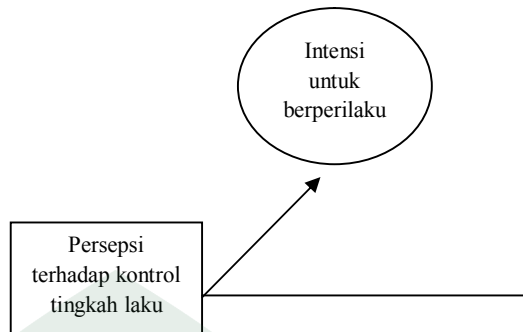 Intensi
untuk
berperilaku
Persepsi
terhadap kontrol
tingkah laku